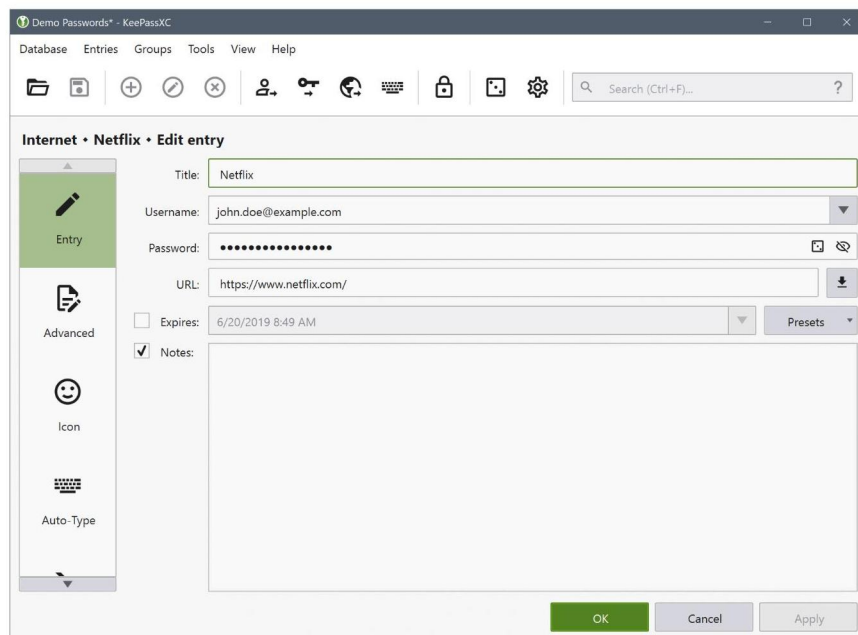 Demo Passwords* - KeePassXC
Database Entries Groups Tools View Help
Search (Ctrl+F)... ?
Internet • Netflix • Edit entry
Title: Netflix
Entry
Username: john.doe@example.com
Password: ••••••••••••••••
URL: https://www.netflix.com/
Advanced
Expires: 6/20/2019 8:49 AM Presets
Notes:
Icon
Auto-Type
OK Cancel Apply